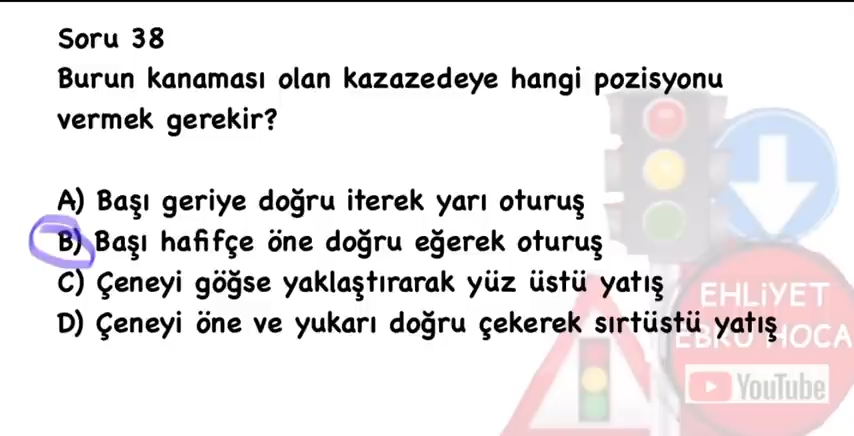 Soru 38
Burun kanaması olan kazazedeye hangi pozisyonu
vermek gerekir?
A) Başı geriye doğru iterek yarı oturuş
B) Başı hafifçe öne doğru eğerek oturuş
C) Çeneyi göğse yaklaştırarak yüz üstü yatış
D) Çeneyi öne ve yukarı doğru çekerek sırtüstü yatış
EHLİYET
EBRU HOCA
YouTube